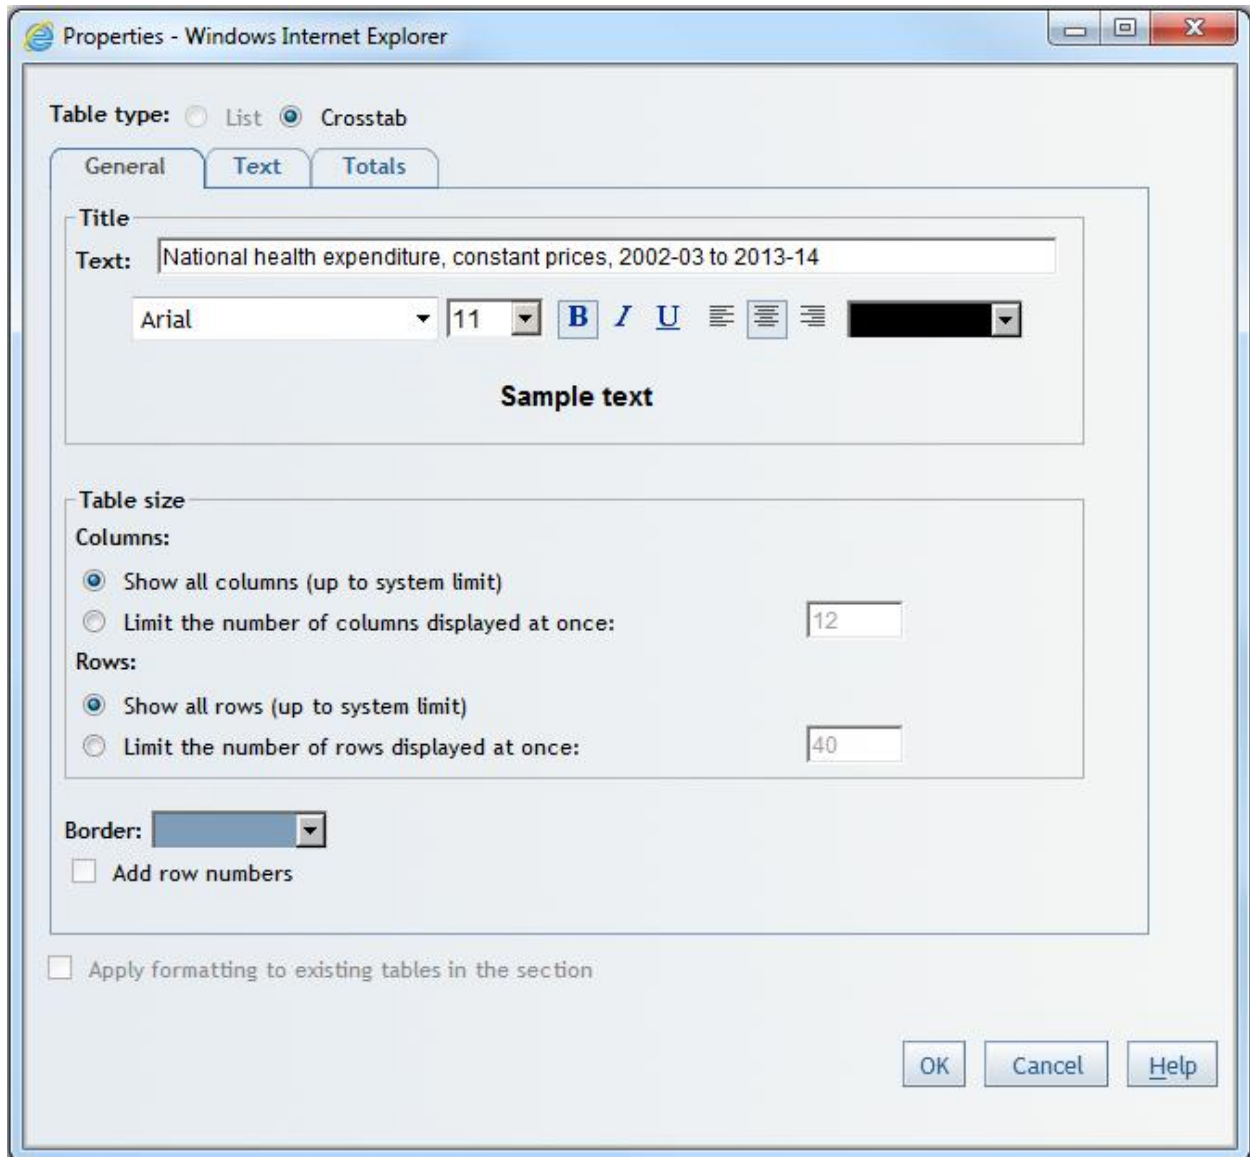 Properties - Windows Internet Explorer
Table type: List Crosstab
General Text Totals
Title
Text: National health expenditure, constant prices, 2002-03 to 2013-14
Arial 11 B I U
Sample text
Table size
Columns:
Show all columns (up to system limit)
Limit the number of columns displayed at once: 12
Rows:
Show all rows (up to system limit)
Limit the number of rows displayed at once: 40
Border:
Add row numbers
Apply formatting to existing tables in the section
OK Cancel Help